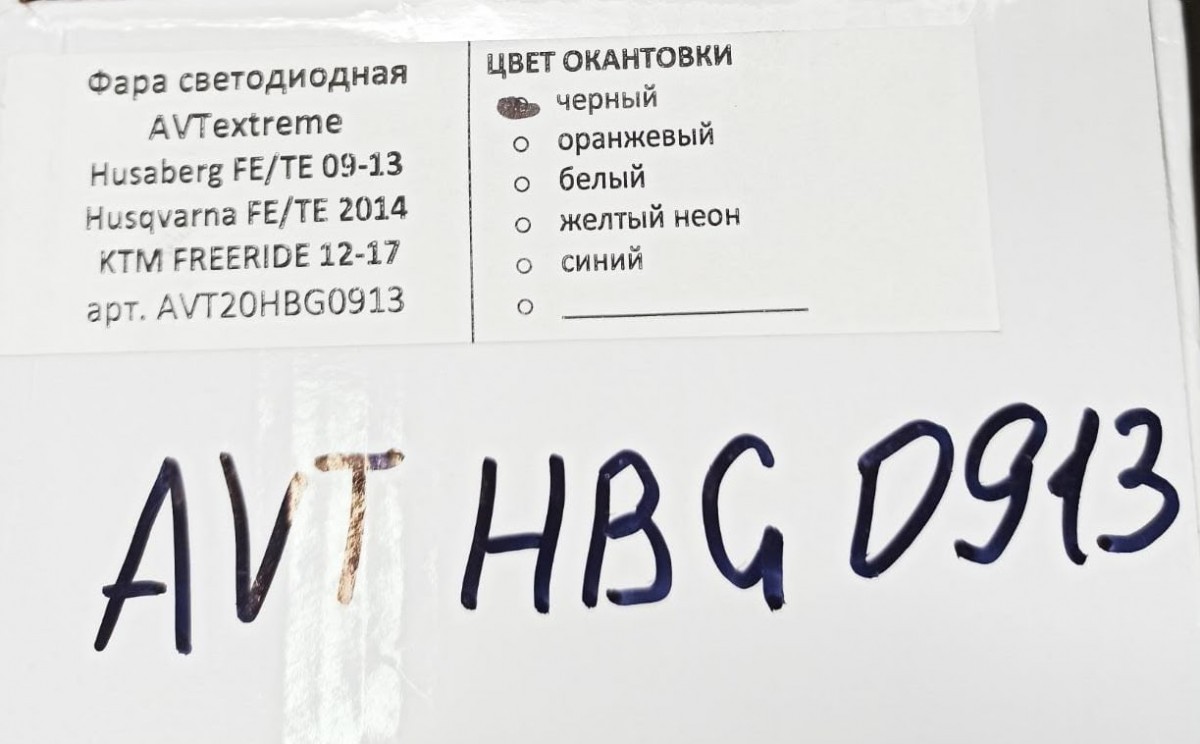 Фара светодиодная
AVTextreme
Husaberg FE/TE 09-13
Husqvarna FE/TE 2014
KTM FREERIDE 12-17
арт. AVT20HBG0913
ЦВЕТ ОКАНТОВКИ
черный
оранжевый
белый
желтый неон
синий
AVT HBG 0913